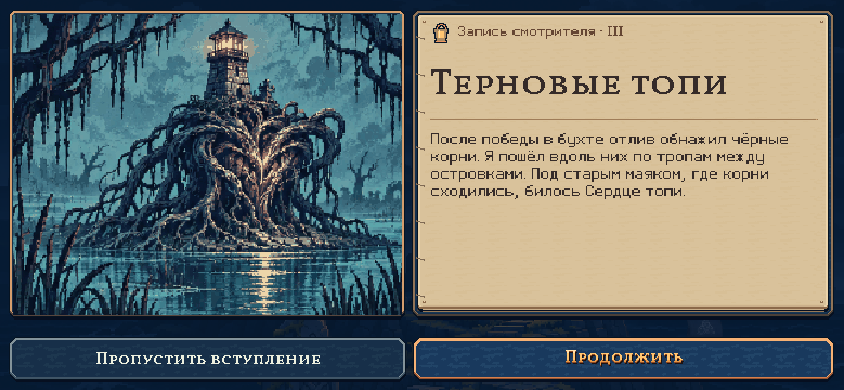 Запись смотрителя · III
Терновые топи
После победы в бухте отлив обнажил чёрные
корни. Я пошёл вдоль них по тропам между
островками. Под старым маяком, где корни
сходились, билось Сердце топи.
Пропустить вступление
Продолжить